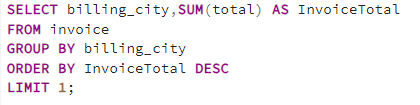 SELECT billing_city,SUM(total) AS InvoiceTotal
FROM invoice
GROUP BY billing_city
ORDER BY InvoiceTotal DESC
LIMIT 1;